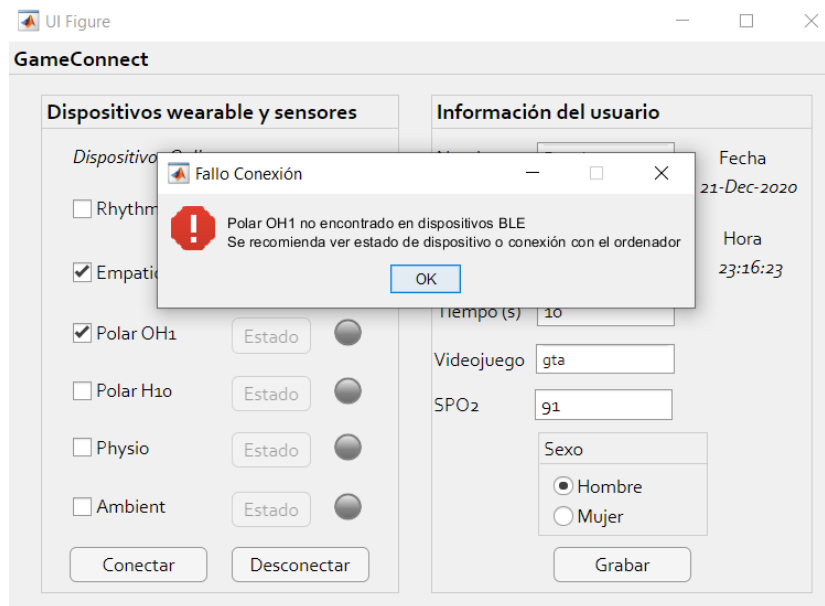 UI Figure
GameConnect
Dispositivos wearable y sensores
Información del usuario
Fallo Conexión
Fecha
21-Dec-2020
Polar OH1 no encontrado en dispositivos BLE
Se recomienda ver estado de dispositivo o conexión con el ordenador
Hora
23:16:23
OK
Tiempo (s) 10
Polar OH1 Estado
Videojuego gta
Polar H10 Estado
SPO2 91
Physio Estado
Sexo
Hombre
Ambient Estado
Mujer
Conectar Desconectar Grabar